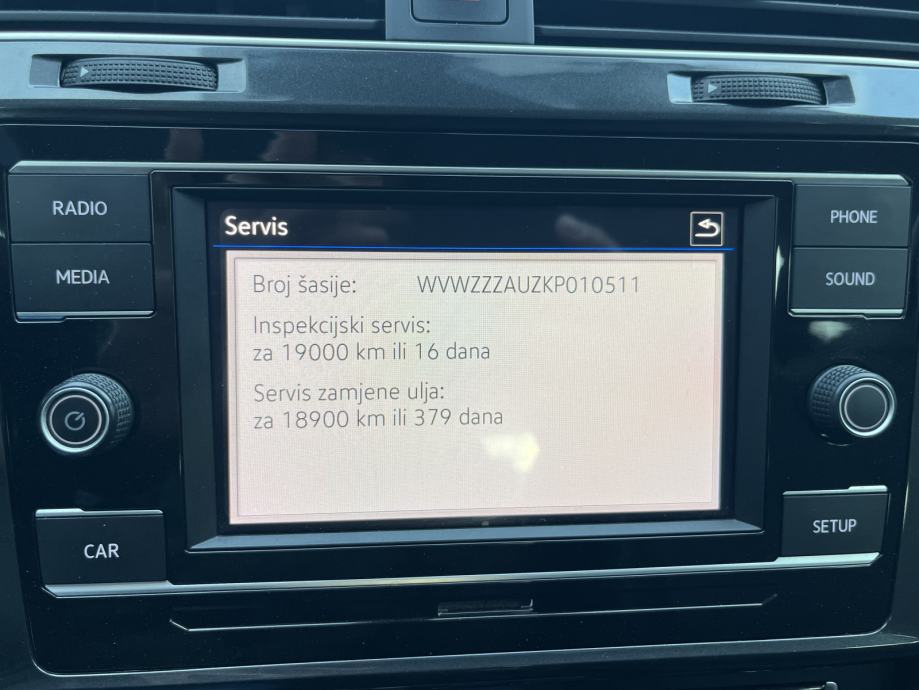 RADIO
MEDIA
CAR
Servis
Broj šasije: WVWZZZAUZKP010511
Inspekcijski servis:
za 19000 km ili 16 dana
Servis zamjene ulja:
za 18900 km ili 379 dana
PHONE
SOUND
SETUP